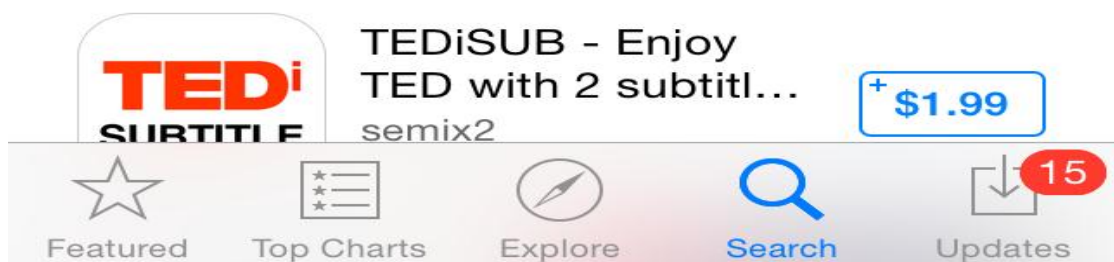 TEDi
SUBTITLE
TEDiSUB - Enjoy
TED with 2 subtitl...
semix2
+ $1.99
Featured
Top Charts
Explore
Search
Updates
15